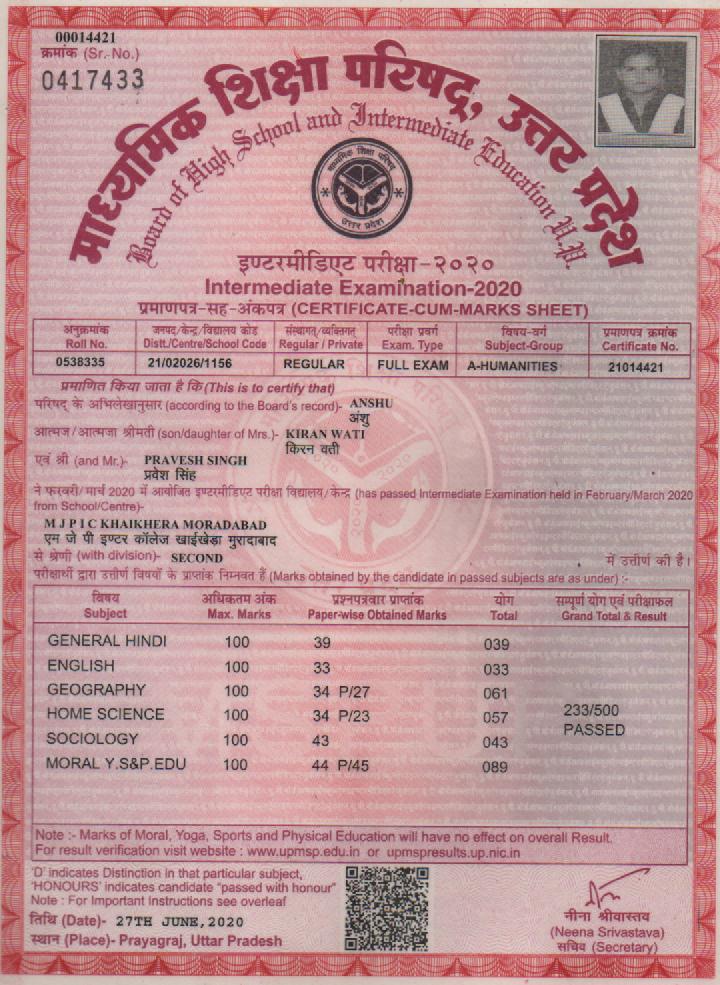 00014421
क्रमांक (Sr. No.)
0417433
माध्यमिक शिक्षा परिषद्, उत्तर प्रदेश
Board of High School and Intermediate Education U.P.
माध्यमिक शिक्षा परिषद
उत्तर प्रदेश
इण्टरमीडिएट परीक्षा-२०२०
Intermediate Examination-2020
प्रमाणपत्र-सह-अंकपत्र (CERTIFICATE-CUM-MARKS SHEET)
अनुक्रमांक जनपद/केन्द्र/विद्यालय कोड संस्थागत/व्यक्तिगत परीक्षा प्रवर्ग विषय-वर्ग प्रमाणपत्र क्रमांक
Roll No. Distt./Centre/School Code Regular / Private Exam. Type Subject-Group Certificate No.
0538335 21/02026/1156 REGULAR FULL EXAM A-HUMANITIES 21014421
प्रमाणित किया जाता है कि (This is to certify that)
परिषद् के अभिलेखानुसार (according to the Board's record)- ANSHU
अंशु
आत्मज/आत्मजा श्रीमती (son/daughter of Mrs.)- KIRAN WATI
किरन वती
एवं श्री (and Mr.)- PRAVESH SINGH
प्रवेश सिंह
ने फरवरी/मार्च 2020 में आयोजित इण्टरमीडिएट परीक्षा विद्यालय/केन्द्र (has passed Intermediate Examination held in February/March 2020
from School/Centre)-
M J P I C KHAIKHERA MORADABAD
एम जे पी इण्टर कॉलेज खाईखेड़ा मुरादाबाद
से श्रेणी (with division)- SECOND में उत्तीर्ण की है।
परीक्षार्थी द्वारा उत्तीर्ण विषयों के प्राप्तांक निम्नवत हैं (Marks obtained by the candidate in passed subjects are as under) :-
विषय अधिकतम अंक प्रश्नपत्रवार प्राप्तांक योग सम्पूर्ण योग एवं परीक्षाफल
Subject Max. Marks Paper-wise Obtained Marks Total Grand Total & Result
GENERAL HINDI 100 39 039
ENGLISH 100 33 033
GEOGRAPHY 100 34 P/27 061
HOME SCIENCE 100 34 P/23 057 233/500
PASSED
SOCIOLOGY 100 43 043
MORAL Y.S&P.EDU 100 44 P/45 089
Note :- Marks of Moral, Yoga, Sports and Physical Education will have no effect on overall Result.
For result verification visit website : www.upmsp.edu.in or upmspresults.up.nic.in
'D' indicates Distinction in that particular subject,
'HONOURS' indicates candidate "passed with honour"
Note : For Important Instructions see overleaf
तिथि (Date)- 27TH JUNE,2020
स्थान (Place)- Prayagraj, Uttar Pradesh
नीना श्रीवास्तव
(Neena Srivastava)
सचिव (Secretary)